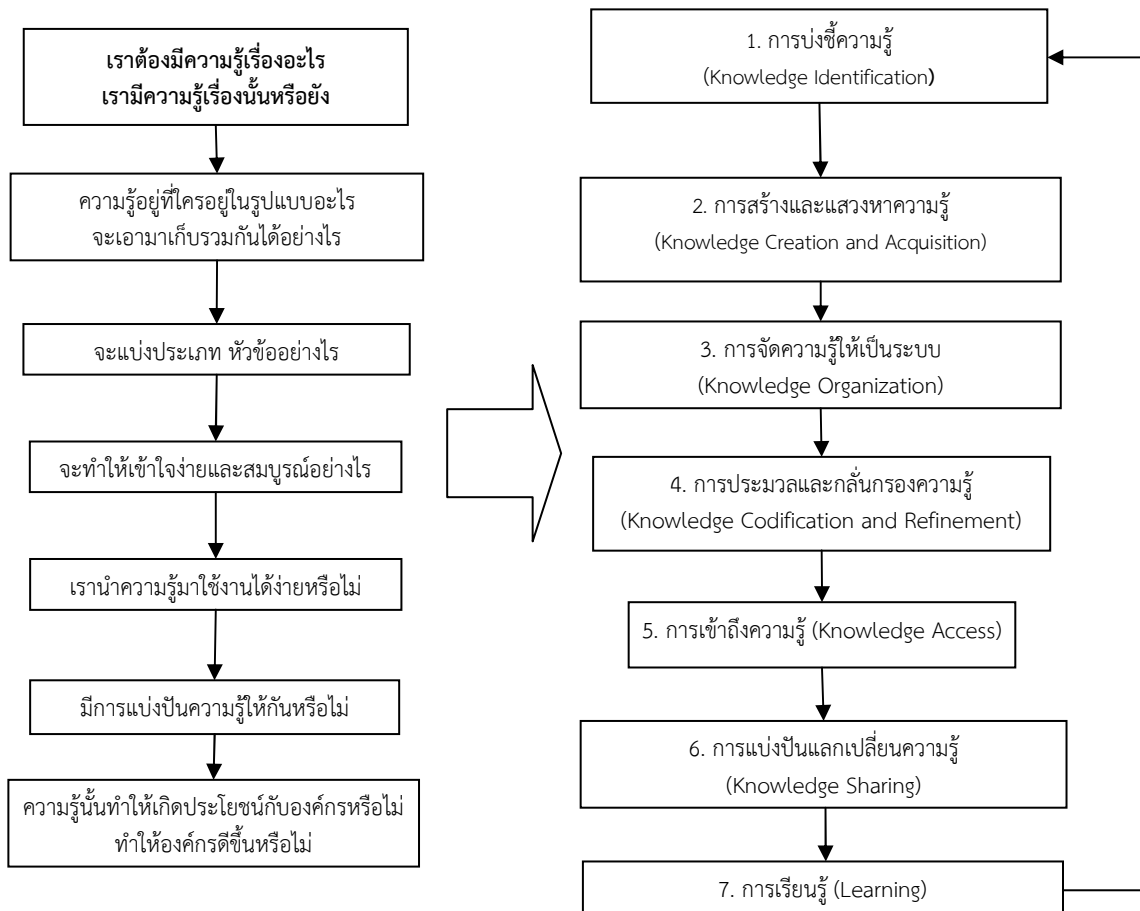 เราต้องมีความรู้เรื่องอะไร
เรามีความรู้เรื่องนั้นหรือยัง
ความรู้อยู่ที่ใครอยู่ในรูปแบบอะไร
จะเอามาเก็บรวมกันได้อย่างไร
จะแบ่งประเภท หัวข้ออย่างไร
จะทำให้เข้าใจง่ายและสมบูรณ์อย่างไร
เรานำความรู้มาใช้งานได้ง่ายหรือไม่
มีการแบ่งปันความรู้ให้กันหรือไม่
ความรู้นั้นทำให้เกิดประโยชน์กับองค์กรหรือไม่
ทำให้องค์กรดีขึ้นหรือไม่
1. การบ่งชี้ความรู้
(Knowledge Identification)
2. การสร้างและแสวงหาความรู้
(Knowledge Creation and Acquisition)
3. การจัดความรู้ให้เป็นระบบ
(Knowledge Organization)
4. การประมวลและกลั่นกรองความรู้
(Knowledge Codification and Refinement)
5. การเข้าถึงความรู้ (Knowledge Access)
6. การแบ่งปันแลกเปลี่ยนความรู้
(Knowledge Sharing)
7. การเรียนรู้ (Learning)